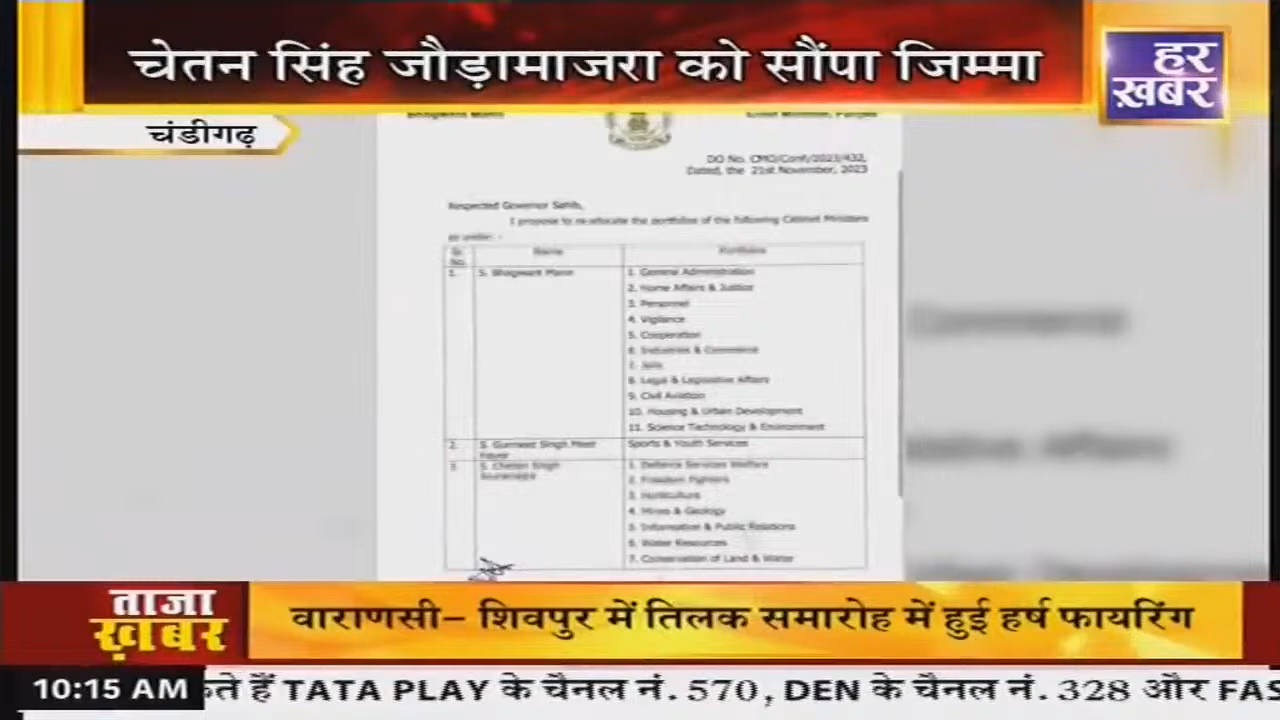 चेतन सिंह जौड़ामाजरा को सौंपा जिम्मा
हर
ख़बर
चंडीगढ़
DO No. CMO/Conf/2023/432,
Dated, the 21st November, 2023
Respected Governor Sahib,
I propose to re-allocate the portfolios of the following Cabinet Ministers
as under: -
Sr. No.
Name
Portfolios
1.
S. Bhagwant Mann
1. General Administration
2. Home Affairs & Justice
3. Personnel
4. Vigilance
5. Cooperation
6. Industries & Commerce
7. Jails
8. Legal & Legislative Affairs
9. Civil Aviation
10. Housing & Urban Development
11. Science Technology & Environment
2.
S. Gurmeet Singh Meet
Hayer
Sports & Youth Services
3.
S. Chetan Singh
1. Defence Services Welfare
2. Freedom Fighters
3. Horticulture
4. Mines & Geology
5. Information & Public Relations
6. Water Resources
7. Conservation of Land & Water
ताजा
ख़बर
वाराणसी– शिवपुर में तिलक समारोह में हुई हर्ष फायरिंग
10:15 AM
हैं TATA PLAY के चैनल नं. 570, DEN के चैनल नं. 328 और FAS